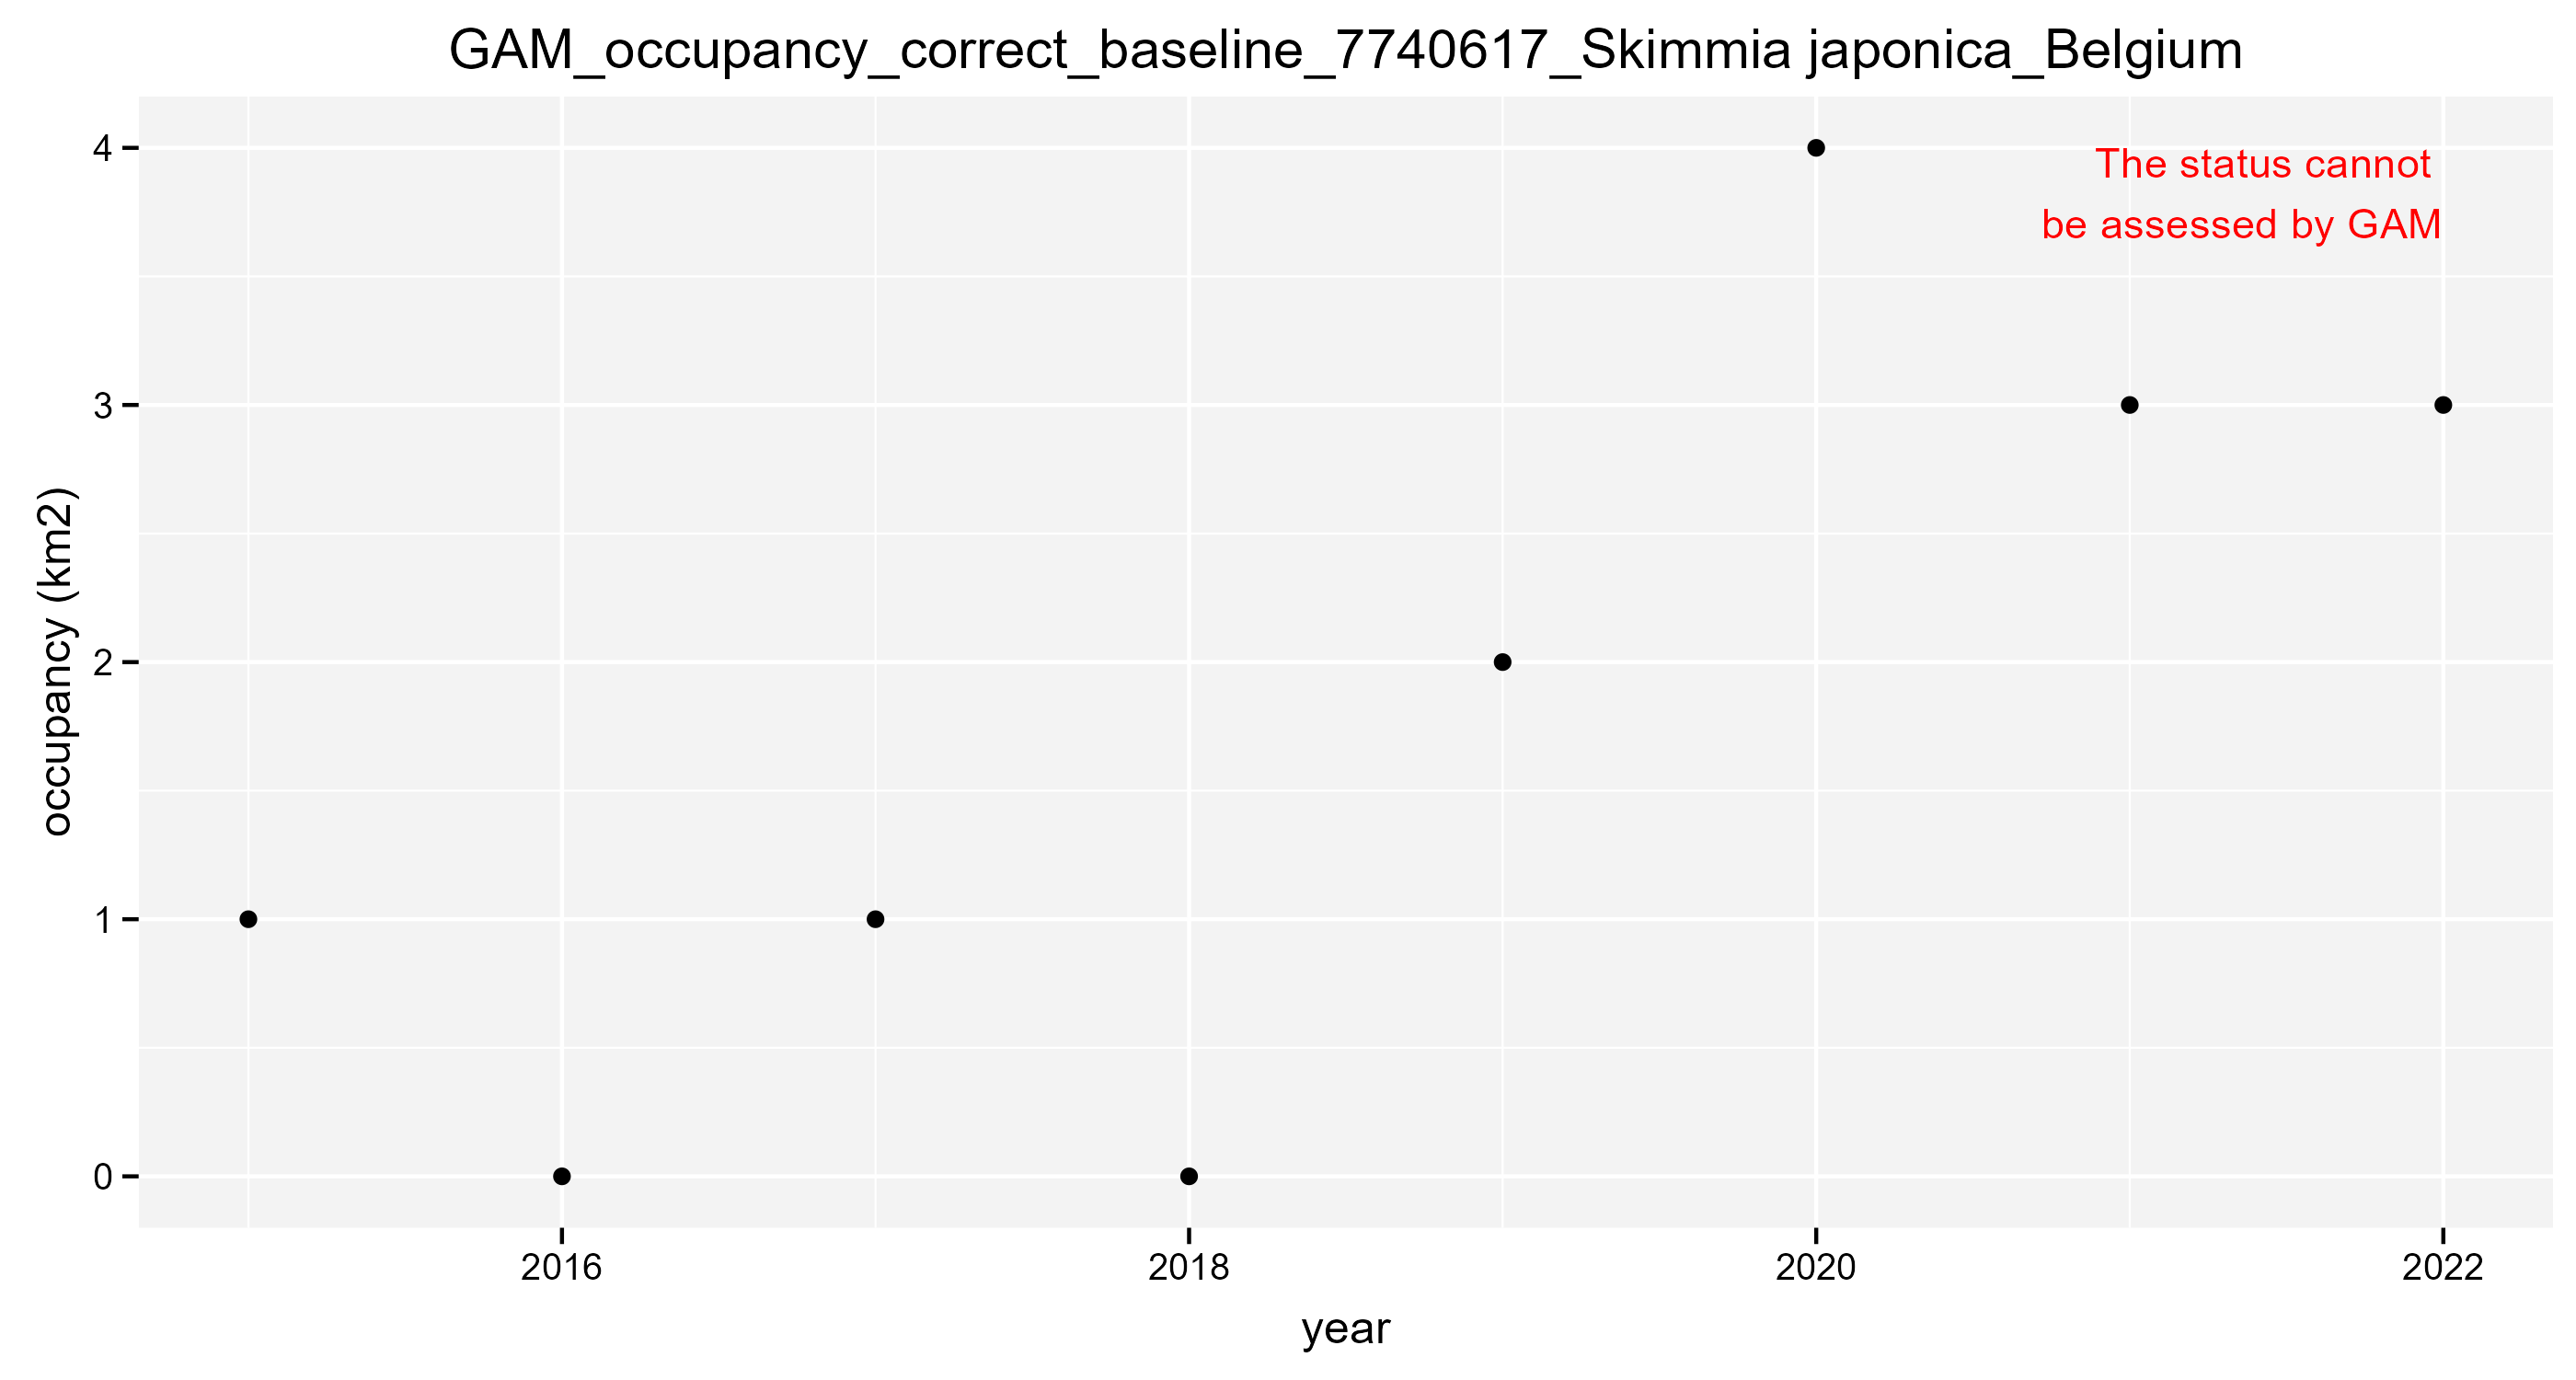 GAM_occupancy_correct_baseline_7740617_Skimmia japonica_Belgium
4
The status cannot
be assessed by GAM
3
occupancy (km2)
2
1
0
2016 2018 2020 2022
year